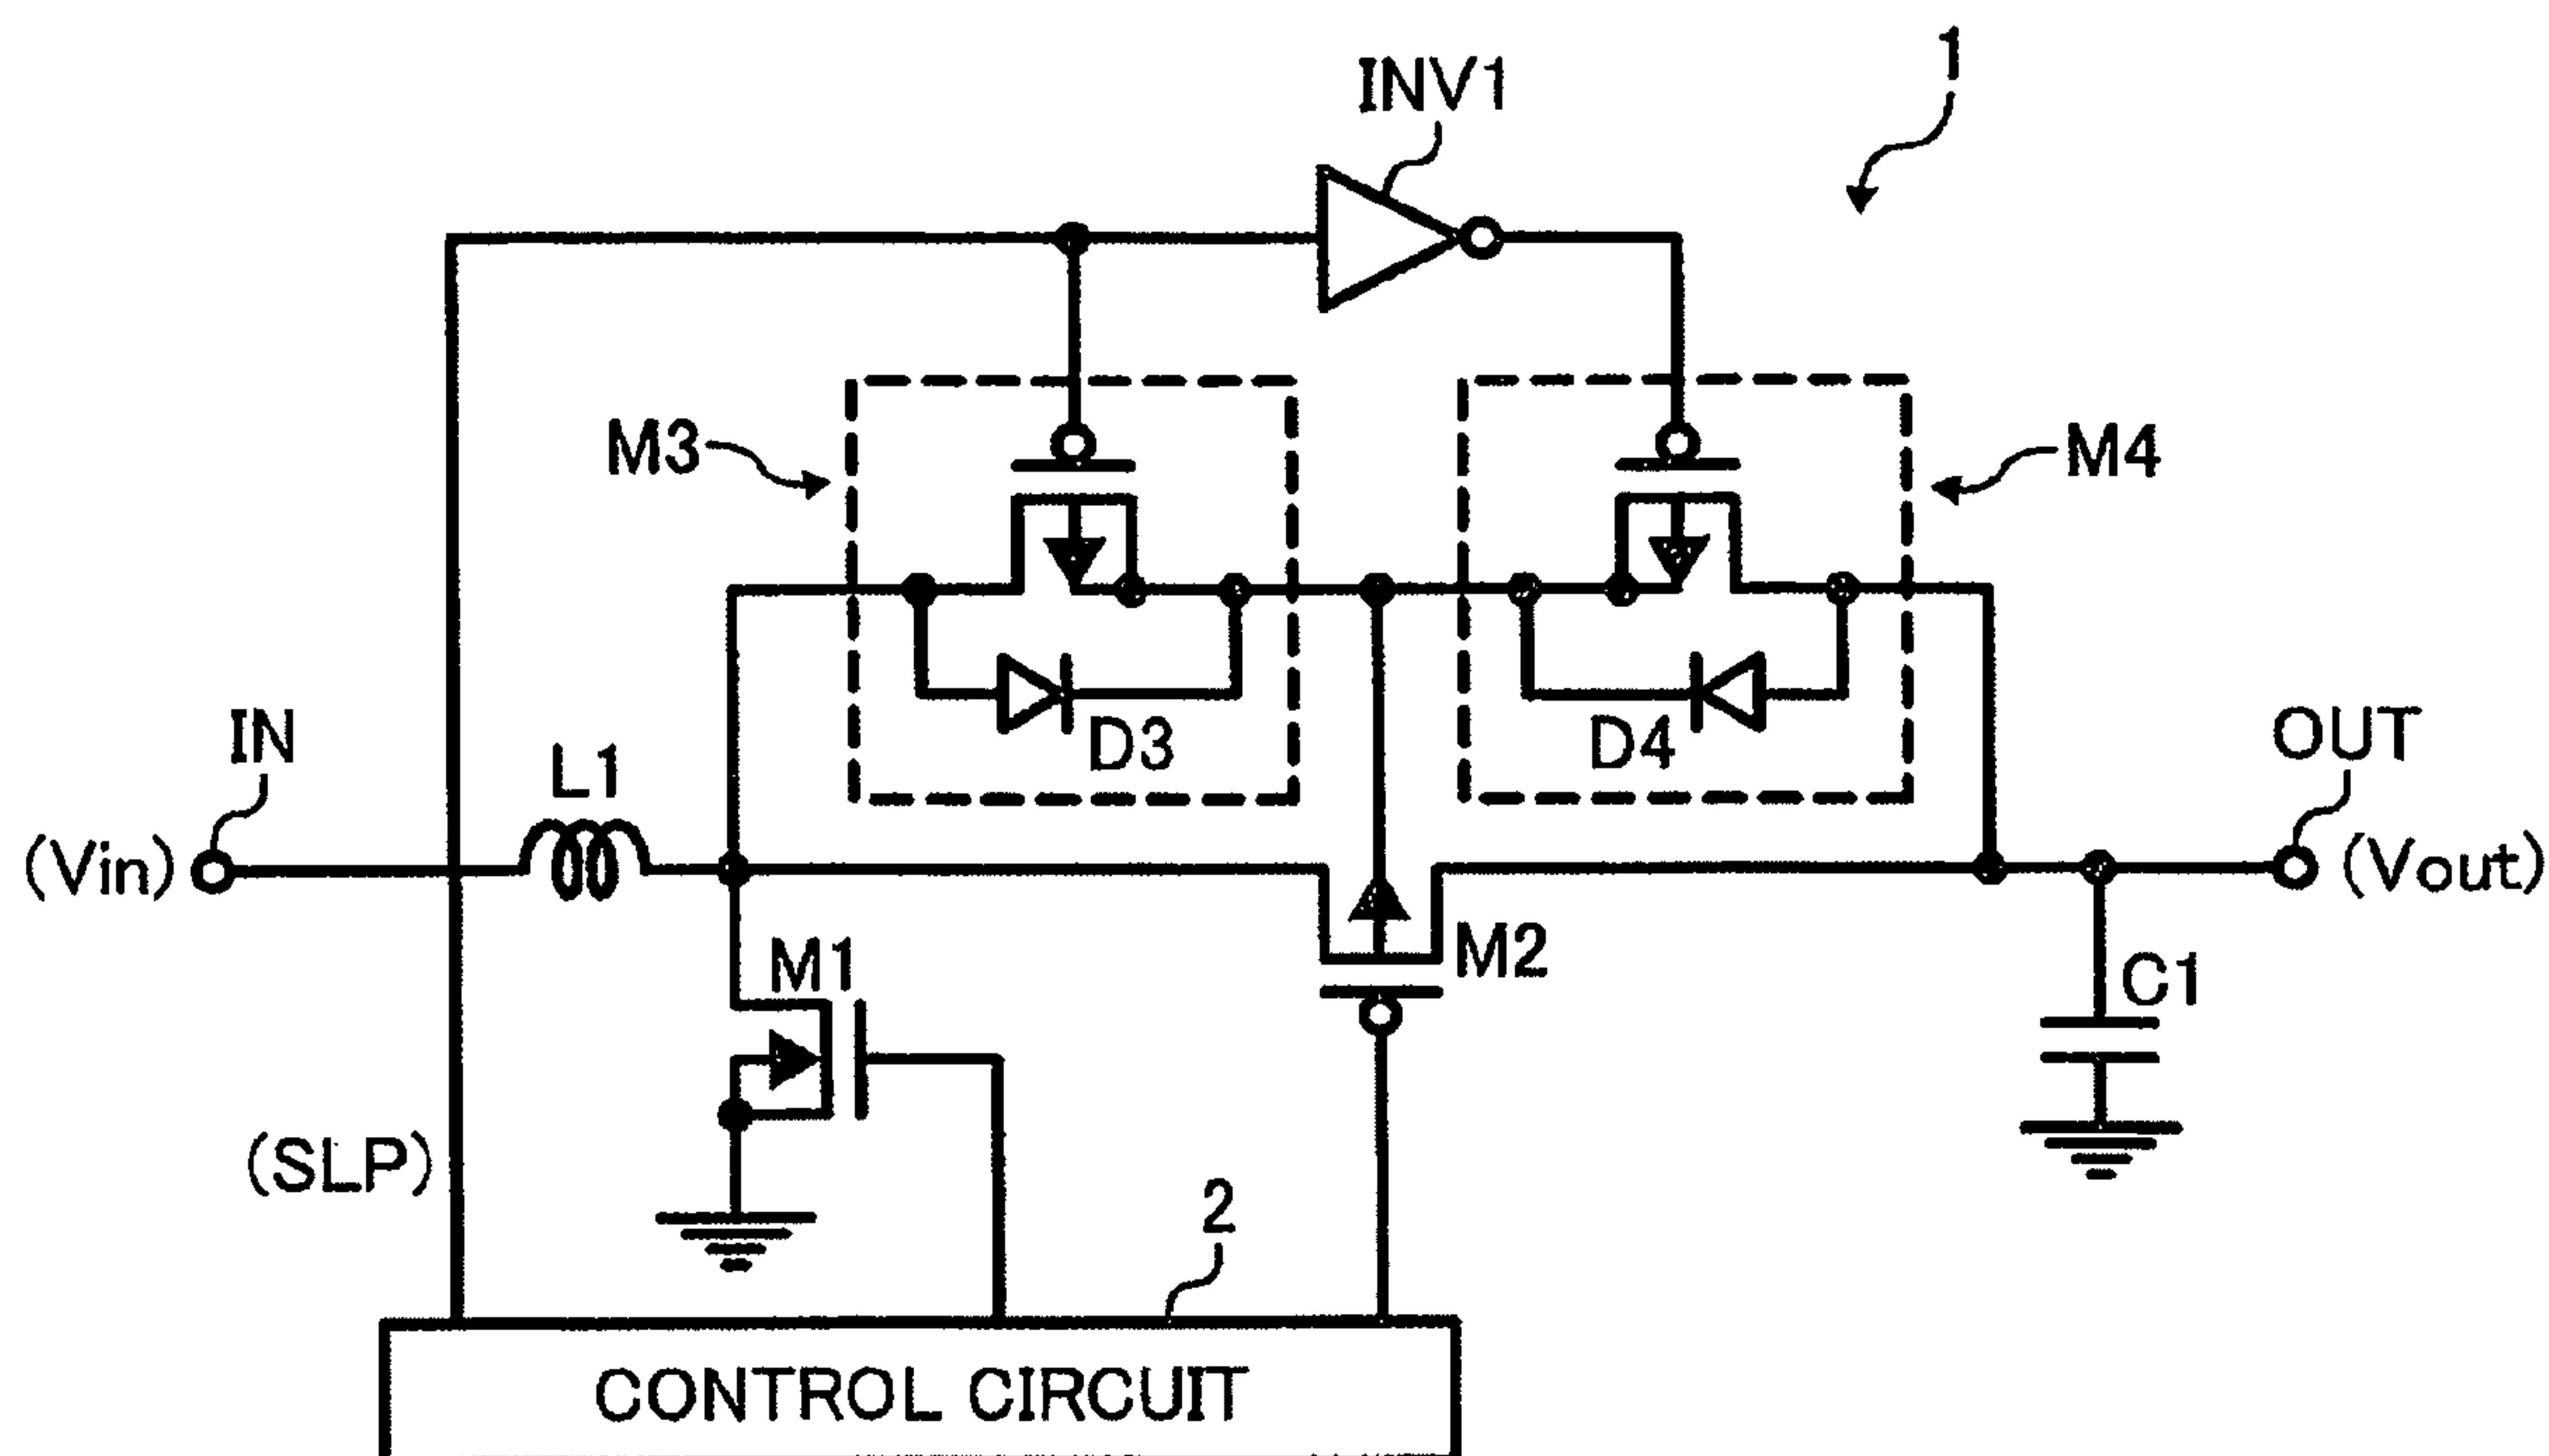 1
INV1
M3
M4
D3
D4
IN
L1
OUT
(Vin)
(Vout)
M1
M2
C1
(SLP)
2
CONTROL CIRCUIT